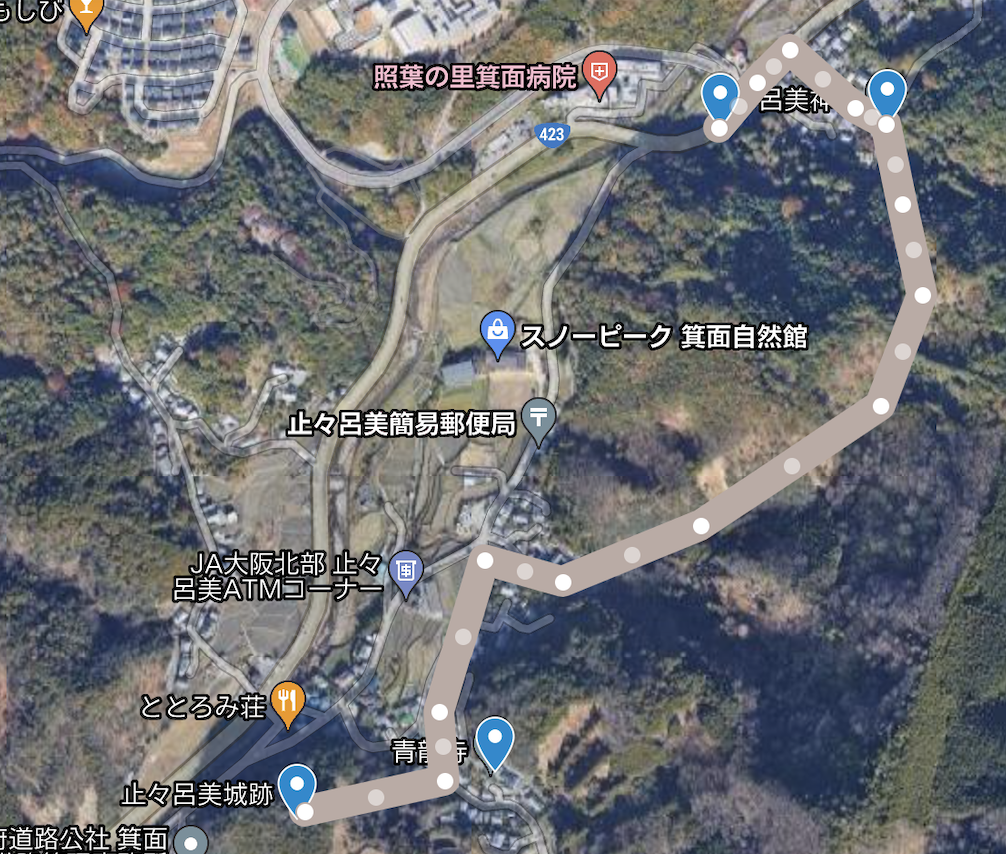 もしび
照葉の里箕面病院
呂美神
423
スノーピーク 箕面自然館
止々呂美簡易郵便局
JA大阪北部 止々
呂美ATMコーナー
ととろみ荘
青龍寺
止々呂美城跡
府道路公社 箕面